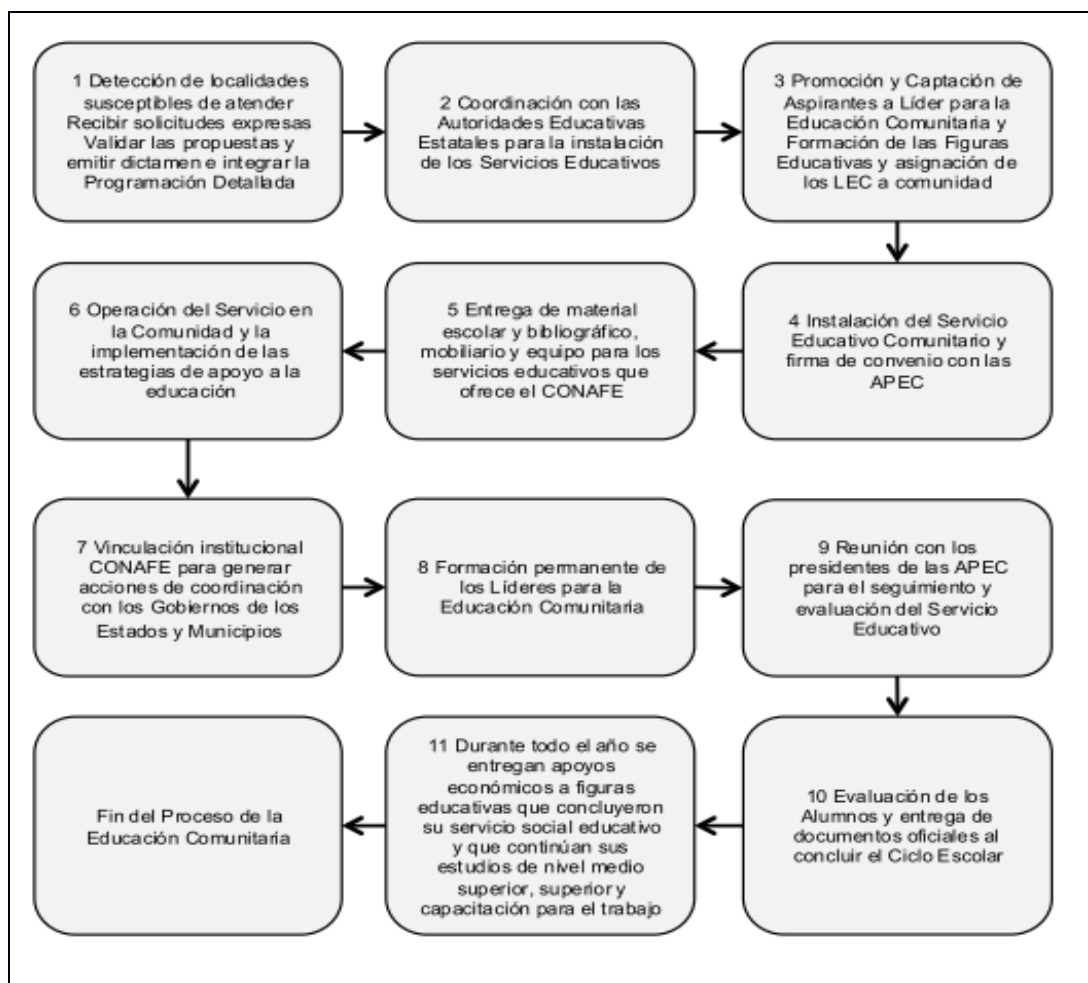 1 Detección de localidades
susceptibles de atender
Recibir solicitudes expresas
Validar las propuestas y
emitir dictamen e integrar la
Programación Detallada
2 Coordinación con las
Autoridades Educativas
Estatales para la instalación
de los Servicios Educativos
3 Promoción y Captación de
Aspirantes a Líder para la
Educación Comunitaria y
Formación de las Figuras
Educativas y asignación de
los LEC a comunidad
4 Instalación del Servicio
Educativo Comunitario y
firma de convenio con las
APEC
5 Entrega de material
escolar y bibliográfico,
mobiliario y equipo para los
servicios educativos que
ofrece el CONAFE
6 Operación del Servicio en
la Comunidad y la
implementación de las
estrategias de apoyo a la
educación
7 Vinculación institucional
CONAFE para generar
acciones de coordinación
con los Gobiernos de los
Estados y Municipios
8 Formación permanente de
los Líderes para la
Educación Comunitaria
9 Reunión con los
presidentes de las APEC
para el seguimiento y
evaluación del Servicio
Educativo
10 Evaluación de los
Alumnos y entrega de
documentos oficiales al
concluir el Ciclo Escolar
11 Durante todo el año se
entregan apoyos
económicos a figuras
educativas que concluyeron
su servicio social educativo
y que continúan sus
estudios de nivel medio
superior, superior y
capacitación para el trabajo
Fin del Proceso de la
Educación Comunitaria